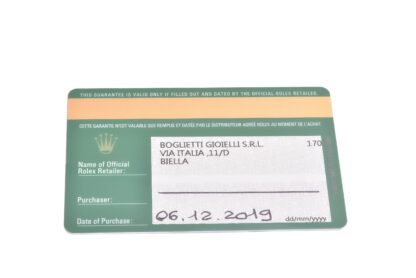 THIS GUARANTEE IS VALID ONLY IF FILLED OUT AND DATED BY THE OFFICIAL ROLEX RETAILER.
CETTE GARANTIE N'EST VALABLE QUE REMPLIE ET DATÉE PAR LE DISTRIBUTEUR AGRÉÉ ROLEX AU MOMENT DE L'ACHAT
BOGLIETTI GIOIELLI S.R.L. 170
VIA ITALIA ,11/D
BIELLA
Name of Official
Rolex Retailer:
Purchaser:
Date of Purchase: 06.12.2019 dd/mm/yyyy